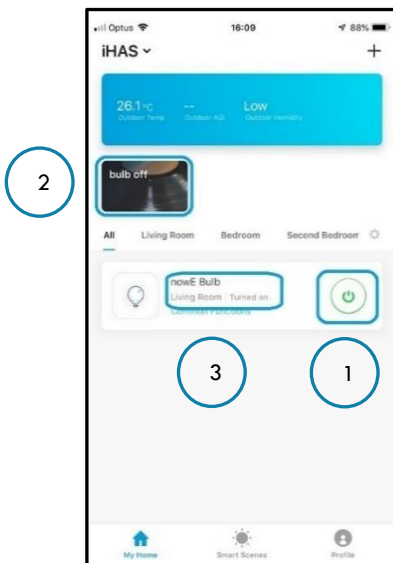 Optus 16:09 88%
iHAS
26.1°C -- Low
Outdoor Temp Outdoor AQI Outdoor Humidity
2
bulb off
All Living Room Bedroom Second Bedroom
nowE Bulb
Living Room | Turned on
Common Functions
3 1
My Home Smart Scenes Profile